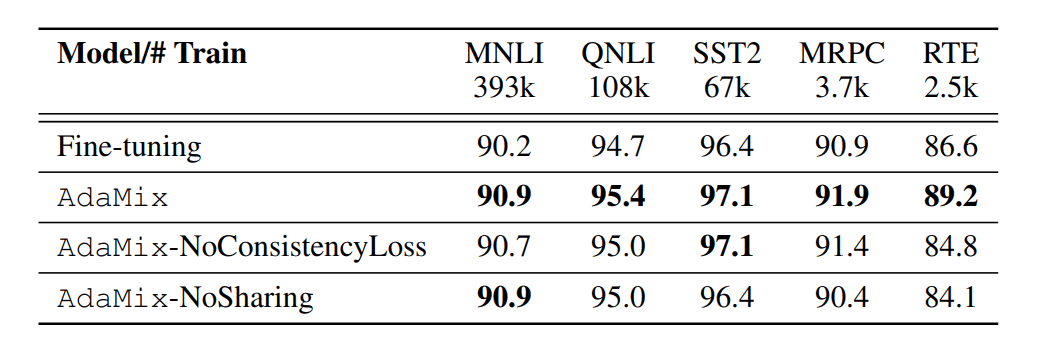 Model/# Train MNLI QNLI SST2 MRPC RTE
393k 108k 67k 3.7k 2.5k
Fine-tuning 90.2 94.7 96.4 90.9 86.6
AdaMix 90.9 95.4 97.1 91.9 89.2
AdaMix-NoConsistencyLoss 90.7 95.0 97.1 91.4 84.8
AdaMix-NoSharing 90.9 95.0 96.4 90.4 84.1